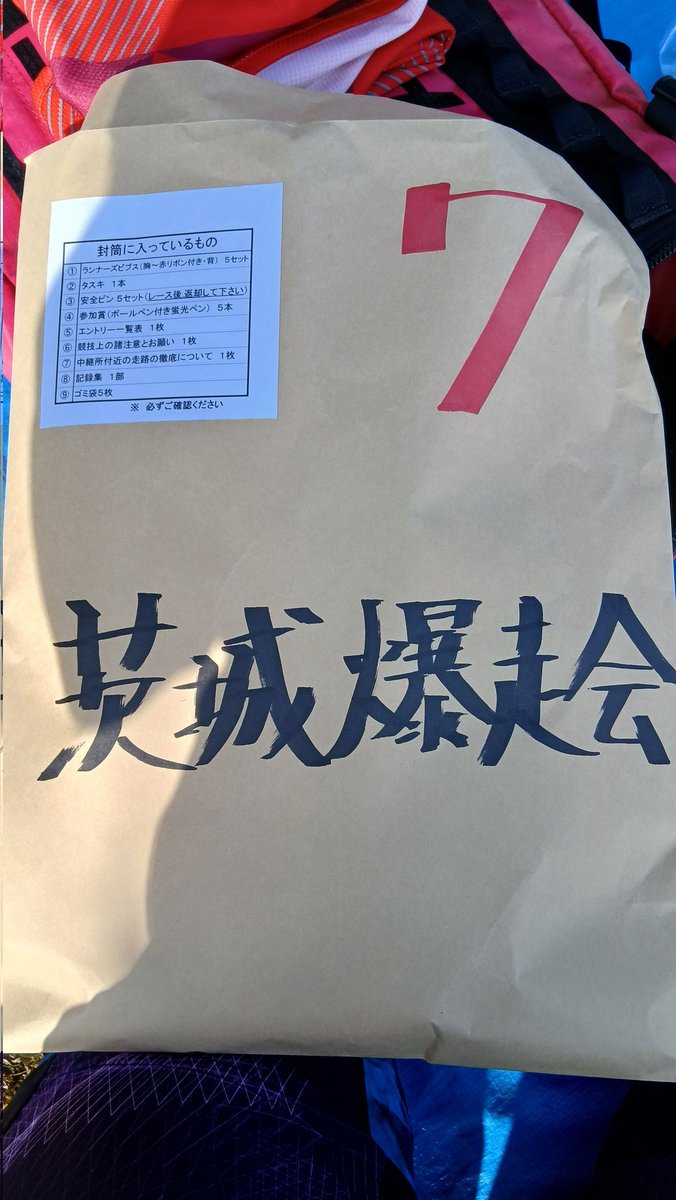 7
封筒に入っているもの
① ランナーズビブス(胸~赤リボン付き・背) 5セット
② タスキ 1本
③ 安全ピン 5セット(レース後、返却して下さい)
④ 参加賞(ボールペン付き蛍光ペン) 5本
⑤ エントリー一覧表 1枚
⑥ 競技上の諸注意とお願い 1枚
⑦ 中継所付近の走路の徹底について 1枚
⑧ 記録集 1部
⑨ ゴミ袋5枚
※ 必ずご確認ください
茨城爆走会